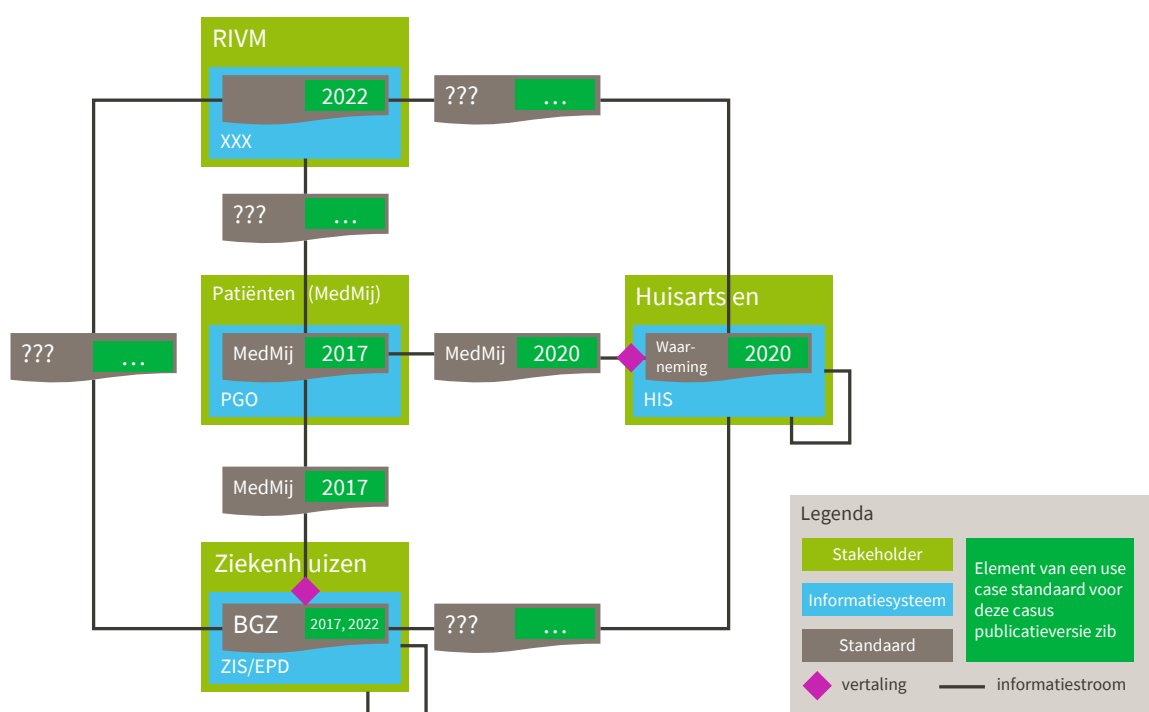 RIVM
2022
XXX
??? ...
??? ...
Patiënten (MedMij)
MedMij 2017
PGO
??? ...
MedMij 2020
Huisartsen
Waar-
neming
2020
HIS
MedMij 2017
Ziekenhuizen
BGZ 2017, 2022
ZIS/EPD
??? ...
Legenda
Stakeholder
Informatiesysteem
Standaard
Element van een use
case standaard voor
deze casus
publicatieversie zib
vertaling
informatiestroom